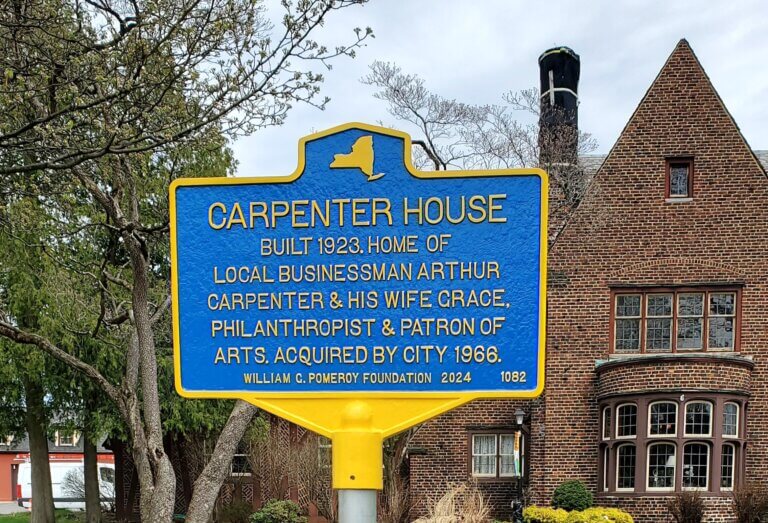 CARPENTER HOUSE
BUILT 1923. HOME OF
LOCAL BUSINESSMAN ARTHUR
CARPENTER & HIS WIFE GRACE,
PHILANTHROPIST & PATRON OF
ARTS. ACQUIRED BY CITY 1966.
WILLIAM G. POMEROY FOUNDATION 2024 1082